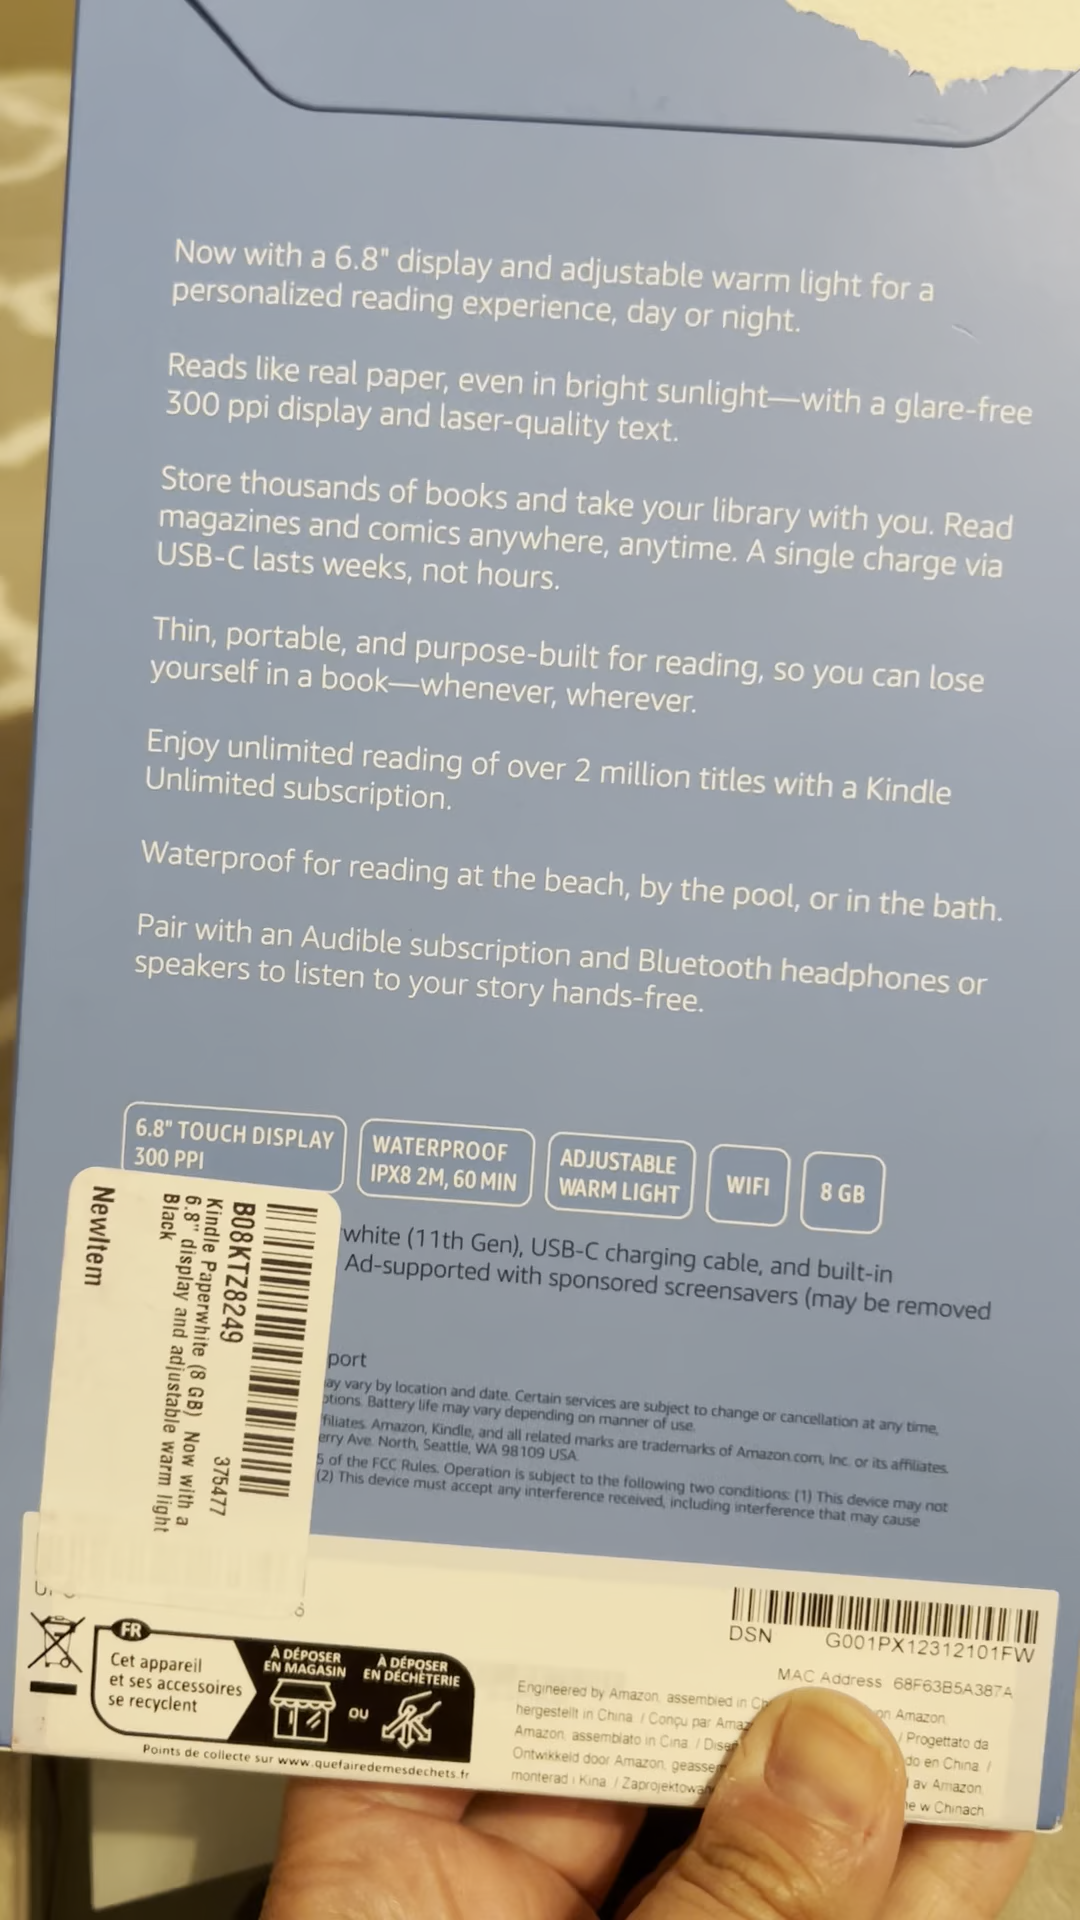 Now with a 6.8" display and adjustable warm light for a
personalized reading experience, day or night.
Reads like real paper, even in bright sunlight—with a glare-free
300 ppi display and laser-quality text.
Store thousands of books and take your library with you. Read
magazines and comics anywhere, anytime. A single charge via
USB-C lasts weeks, not hours.
Thin, portable, and purpose-built for reading, so you can lose
yourself in a book—whenever, wherever.
Enjoy unlimited reading of over 2 million titles with a Kindle
Unlimited subscription.
Waterproof for reading at the beach, by the pool, or in the bath.
Pair with an Audible subscription and Bluetooth headphones or
speakers to listen to your story hands-free.
6.8" TOUCH DISPLAY
300 PPI
WATERPROOF
IPX8 2M, 60 MIN
ADJUSTABLE
WARM LIGHT
WIFI
8 GB
white (11th Gen), USB-C charging cable, and built-in
Ad-supported with sponsored screensavers (may be removed
port
ay vary by location and date. Certain services are subject to change or cancellation at any time,
ptions. Battery life may vary depending on manner of use.
filiates. Amazon, Kindle, and all related marks are trademarks of Amazon.com, Inc. or its affiliates.
erry Ave. North, Seattle, WA 98109 USA
5 of the FCC Rules. Operation is subject to the following two conditions: (1) This device may not
(2) This device must accept any interference received, including interference that may cause
B08KTZ8249
375477
Kindle Paperwhite (8 GB) Now with a
6.8" display and adjustable warm light
Black
NewItem
DSN G001PX12312101FW
MAC Address 68F63B5A387A
FR
Cet appareil
et ses accessoires
se recyclent
À DÉPOSER
EN MAGASIN
OU
À DÉPOSER
EN DÉCHÈTERIE
Points de collecte sur www.quefairedemesdechets.fr
Engineered by Amazon, assembled in Ch on Amazon,
hergestellt in China. / Conçu par Amaz / Progettato da
Amazon, assemblato in Cina. / Dise do en China. /
Ontwikkeld door Amazon, geassem av Amazon,
monterad i Kina. / Zaprojektowan e w Chinach